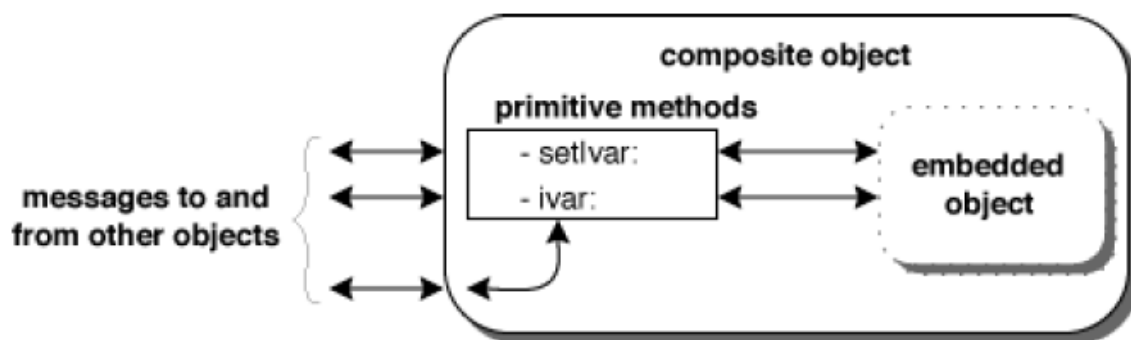 composite object
primitive methods
- setIvar:
- ivar:
embedded
object
messages to and
from other objects